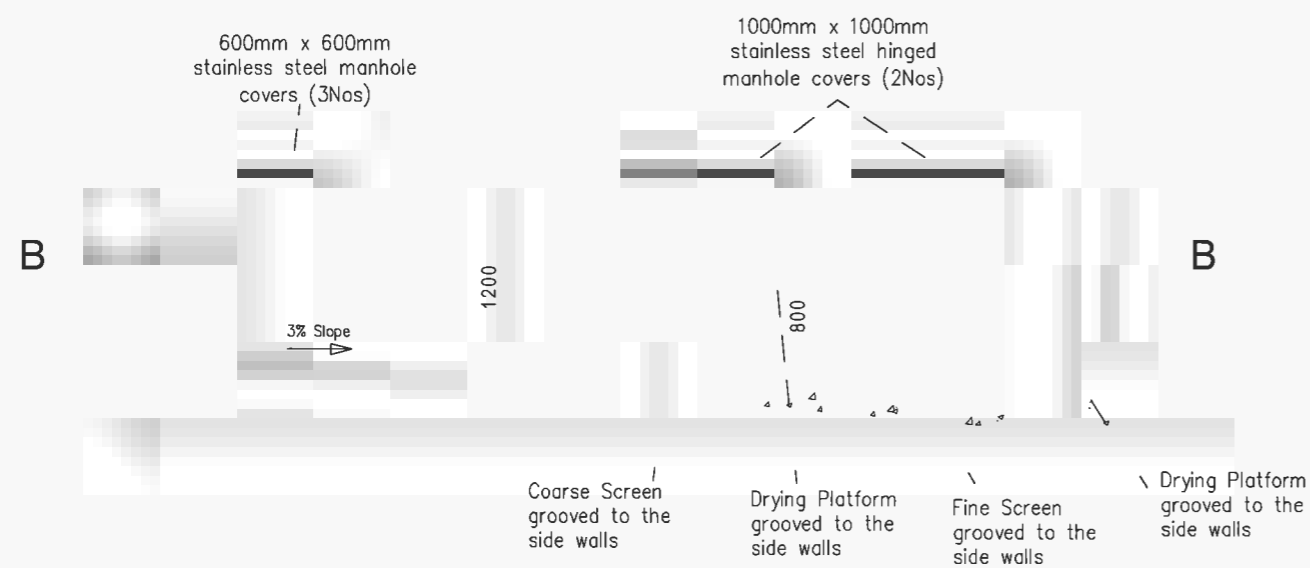 600mm x 600mm
stainless steel manhole
covers (3Nos)
1000mm x 1000mm
stainless steel hinged
manhole covers (2Nos)
B
B
1200
800
3% Slope
Coarse Screen
grooved to the
side walls
Drying Platform
grooved to the
side walls
Fine Screen
grooved to the
side walls
Drying Platform
grooved to the
side walls